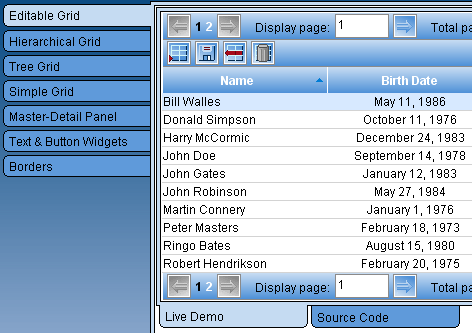 Editable Grid
Hierarchical Grid
Tree Grid
Simple Grid
Master-Detail Panel
Text & Button Widgets
Borders
1 2 Display page: 1 Total pa
Name Birth Date
Bill Walles May 11, 1986
Donald Simpson October 11, 1976
Harry McCormic December 24, 1983
John Doe September 14, 1978
John Gates January 12, 1983
John Robinson May 27, 1984
Martin Connery January 1, 1976
Peter Masters February 18, 1973
Ringo Bates August 15, 1980
Robert Hendrikson February 20, 1975
1 2 Display page: 1 Total pa
Live Demo Source Code